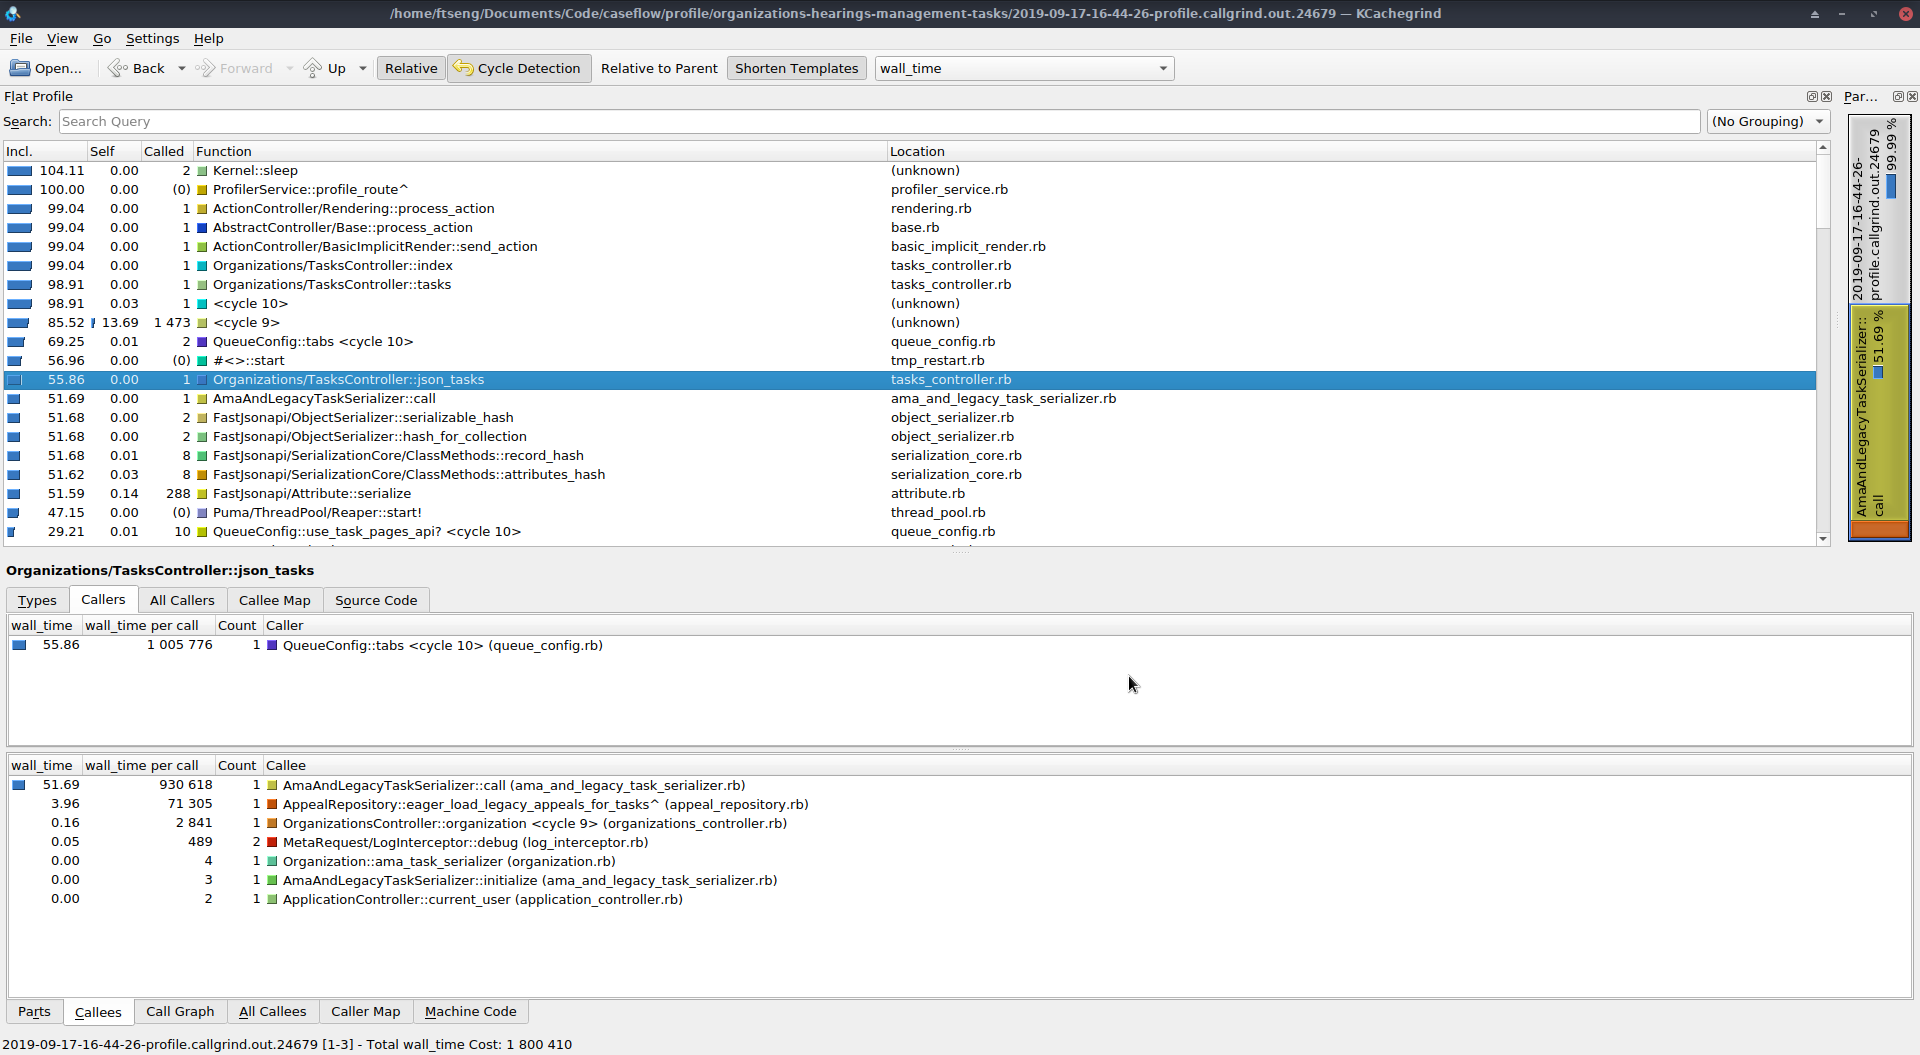 /home/ftseng/Documents/Code/caseflow/profile/organizations-hearings-management-tasks/2019-09-17-16-44-26-profile.callgrind.out.24679 — KCachegrind
File View Go Settings Help
Open... Back Forward Up Relative Cycle Detection Relative to Parent Shorten Templates wall_time
Flat Profile
Search: Search Query (No Grouping)
Incl. Self Called Function Location
104.11 0.00 2 Kernel::sleep (unknown)
100.00 0.00 (0) ProfilerService::profile_route^ profiler_service.rb
99.04 0.00 1 ActionController/Rendering::process_action rendering.rb
99.04 0.00 1 AbstractController/Base::process_action base.rb
99.04 0.00 1 ActionController/BasicImplicitRender::send_action basic_implicit_render.rb
99.04 0.00 1 Organizations/TasksController::index tasks_controller.rb
98.91 0.00 1 Organizations/TasksController::tasks tasks_controller.rb
98.91 0.03 1 <cycle 10> (unknown)
85.52 13.69 1 473 <cycle 9> (unknown)
69.25 0.01 2 QueueConfig::tabs <cycle 10> queue_config.rb
56.96 0.00 (0) #<>::start tmp_restart.rb
55.86 0.00 1 Organizations/TasksController::json_tasks tasks_controller.rb
51.69 0.00 1 AmaAndLegacyTaskSerializer::call ama_and_legacy_task_serializer.rb
51.68 0.00 2 FastJsonapi/ObjectSerializer::serializable_hash object_serializer.rb
51.68 0.00 2 FastJsonapi/ObjectSerializer::hash_for_collection object_serializer.rb
51.68 0.01 8 FastJsonapi/SerializationCore/ClassMethods::record_hash serialization_core.rb
51.62 0.03 8 FastJsonapi/SerializationCore/ClassMethods::attributes_hash serialization_core.rb
51.59 0.14 288 FastJsonapi/Attribute::serialize attribute.rb
47.15 0.00 (0) Puma/ThreadPool/Reaper::start! thread_pool.rb
29.21 0.01 10 QueueConfig::use_task_pages_api? <cycle 10> queue_config.rb
Par...
2019-09-17-16-44-26-
profile.callgrind.out.24679
99.99 %
AmaAndLegacyTaskSerializer::
call
51.69 %
Organizations/TasksController::json_tasks
Types Callers All Callers Callee Map Source Code
wall_time wall_time per call Count Caller
55.86 1 005 776 1 QueueConfig::tabs <cycle 10> (queue_config.rb)
wall_time wall_time per call Count Callee
51.69 930 618 1 AmaAndLegacyTaskSerializer::call (ama_and_legacy_task_serializer.rb)
3.96 71 305 1 AppealRepository::eager_load_legacy_appeals_for_tasks^ (appeal_repository.rb)
0.16 2 841 1 OrganizationsController::organization <cycle 9> (organizations_controller.rb)
0.05 489 2 MetaRequest/LogInterceptor::debug (log_interceptor.rb)
0.00 4 1 Organization::ama_task_serializer (organization.rb)
0.00 3 1 AmaAndLegacyTaskSerializer::initialize (ama_and_legacy_task_serializer.rb)
0.00 2 1 ApplicationController::current_user (application_controller.rb)
Parts Callees Call Graph All Callees Caller Map Machine Code
2019-09-17-16-44-26-profile.callgrind.out.24679 [1-3] - Total wall_time Cost: 1 800 410